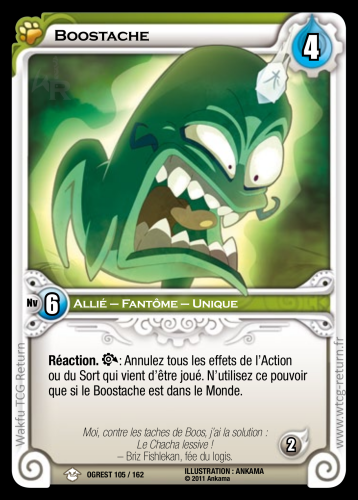 Boostache
4
Nv 6
Allié – Fantôme – Unique
Réaction. : Annulez tous les effets de l'Action
ou du Sort qui vient d'être joué. N'utilisez ce pouvoir
que si le Boostache est dans le Monde.
Moi, contre les taches de Boos, j'ai la solution :
Le Chacha lessive !
– Briz Fishlekan, fée du logis.
2
OGREST 105 / 162
ILLUSTRATION : ANKAMA
© 2011 Ankama
Wakfu TCG Return
www.wtcg-return.fr